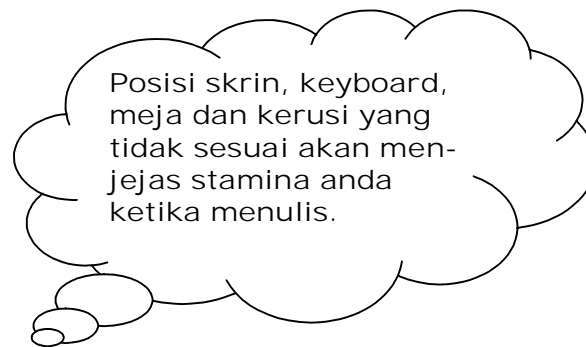 Posisi skrin, keyboard,
meja dan kerusi yang
tidak sesuai akan men-
jejas stamina anda
ketika menulis.